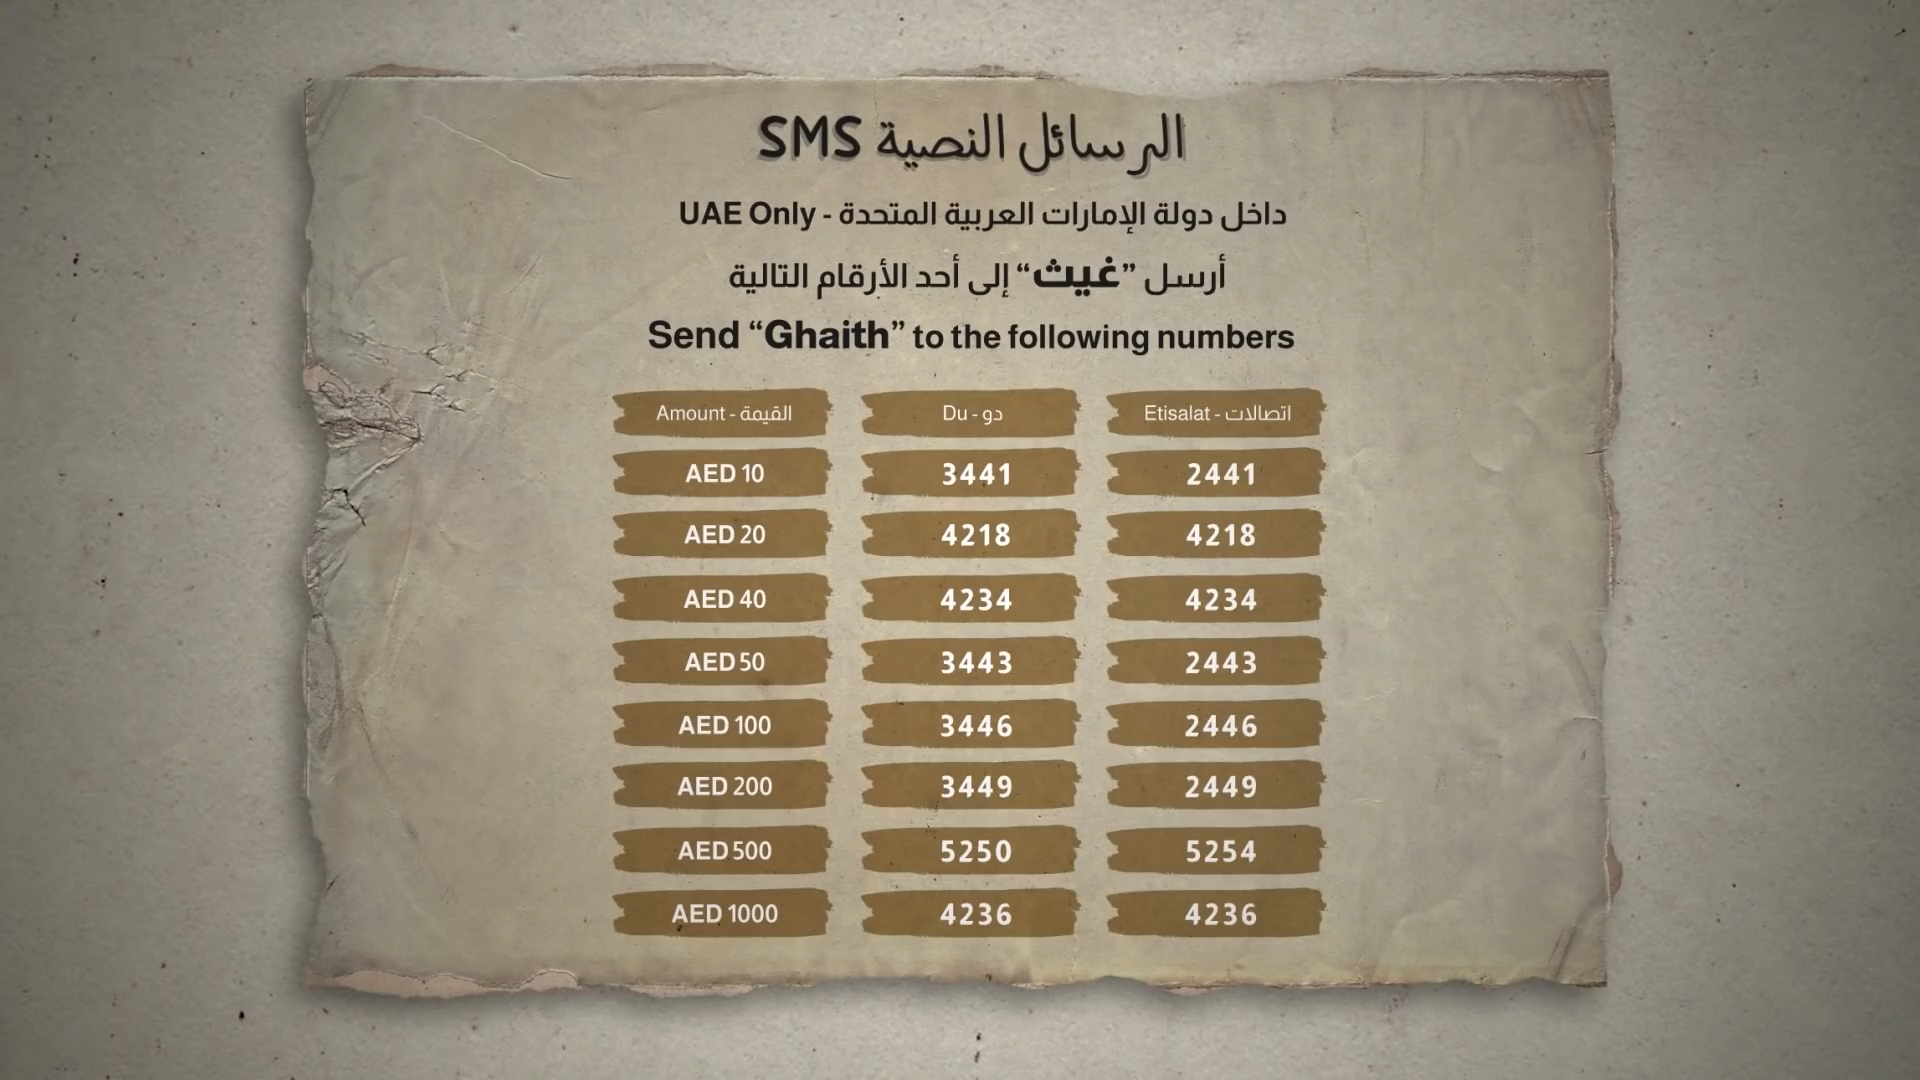 الرسائل النصية SMS
داخل دولة الإمارات العربية المتحدة - UAE Only
أرسل "غيث" إلى أحد الأرقام التالية
Send “Ghaith” to the following numbers
Amount - القيمة Du - دو Etisalat - اتصالات
AED 10 3441 2441
AED 20 4218 4218
AED 40 4234 4234
AED 50 3443 2443
AED 100 3446 2446
AED 200 3449 2449
AED 500 5250 5254
AED 1000 4236 4236